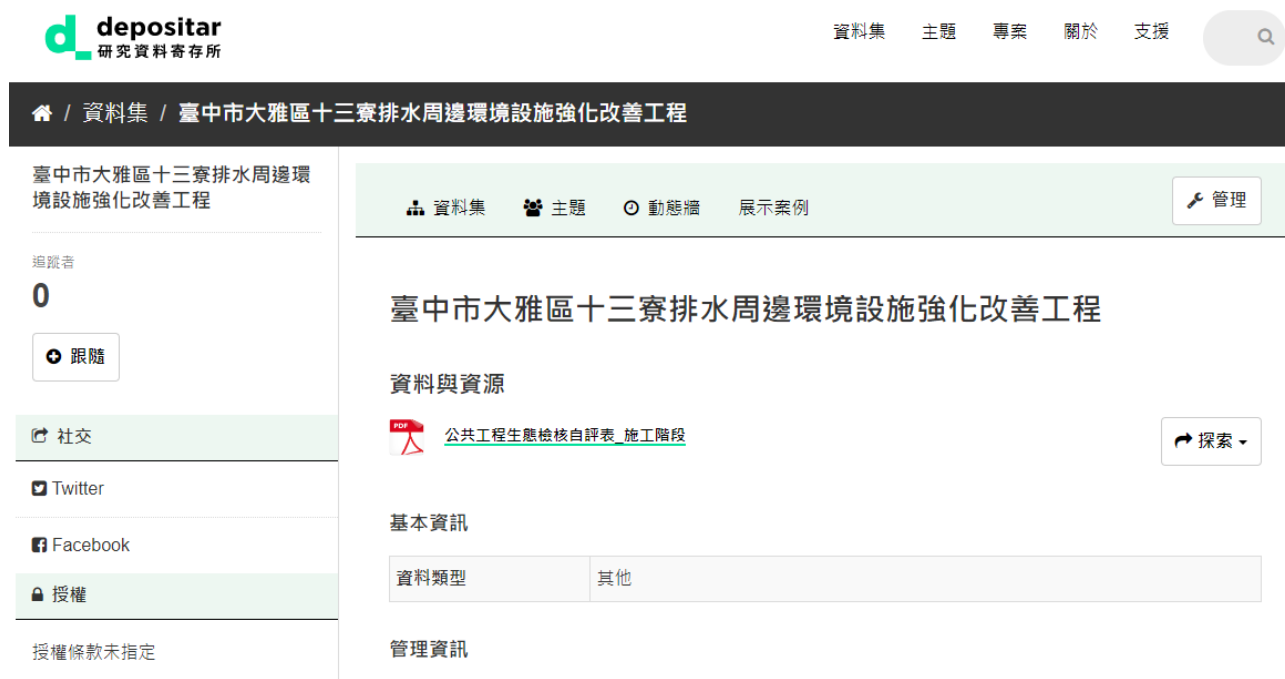 depositar
研究資料寄存所
資料集 主題 專案 關於 支援
/ 資料集 / 臺中市大雅區十三寮排水周邊環境設施強化改善工程
臺中市大雅區十三寮排水周邊環
境設施強化改善工程
追蹤者
0
跟隨
社交
Twitter
Facebook
授權
授權條款未指定
資料集 主題 動態牆 展示案例
管理
臺中市大雅區十三寮排水周邊環境設施強化改善工程
資料與資源
PDF
公共工程生態檢核自評表_施工階段
探索
基本資訊
資料類型 其他
管理資訊